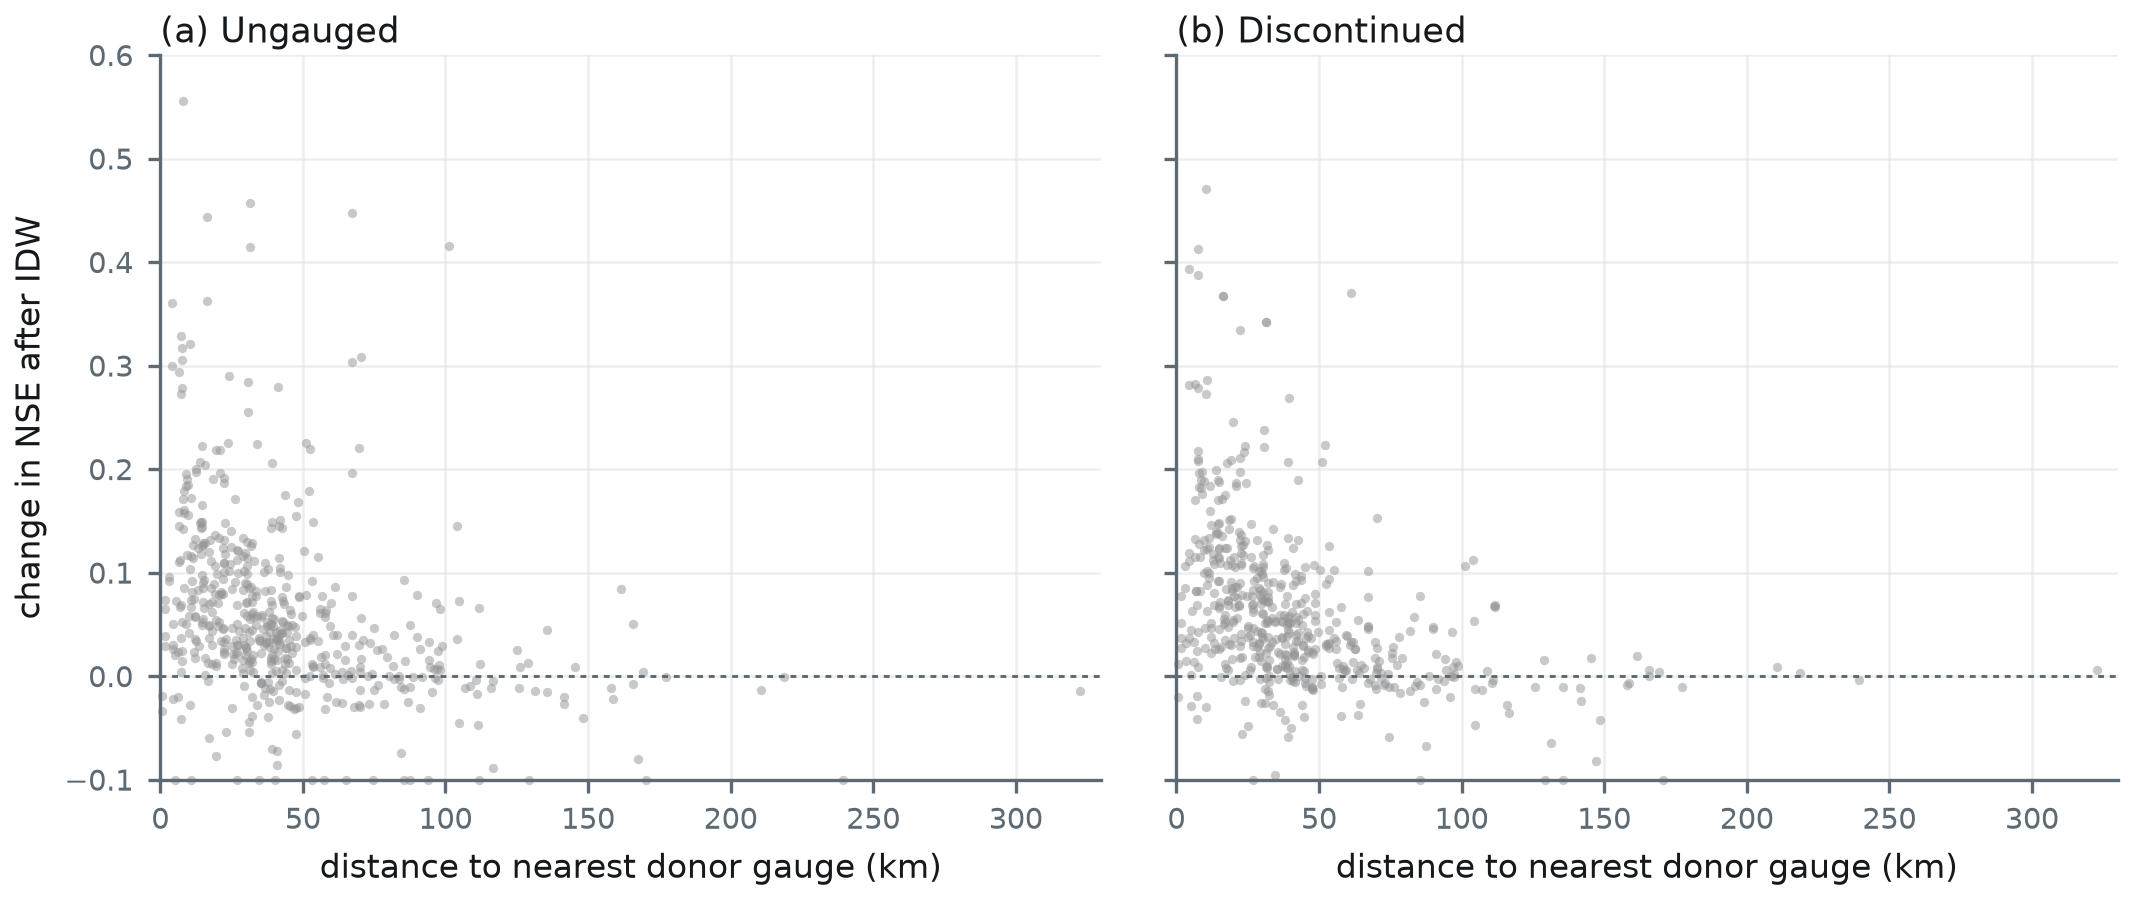 (a) Ungauged
(b) Discontinued
change in NSE after IDW
0.6
0.5
0.4
0.3
0.2
0.1
0.0
−0.1
0 50 100 150 200 250 300
0 50 100 150 200 250 300
distance to nearest donor gauge (km)
distance to nearest donor gauge (km)